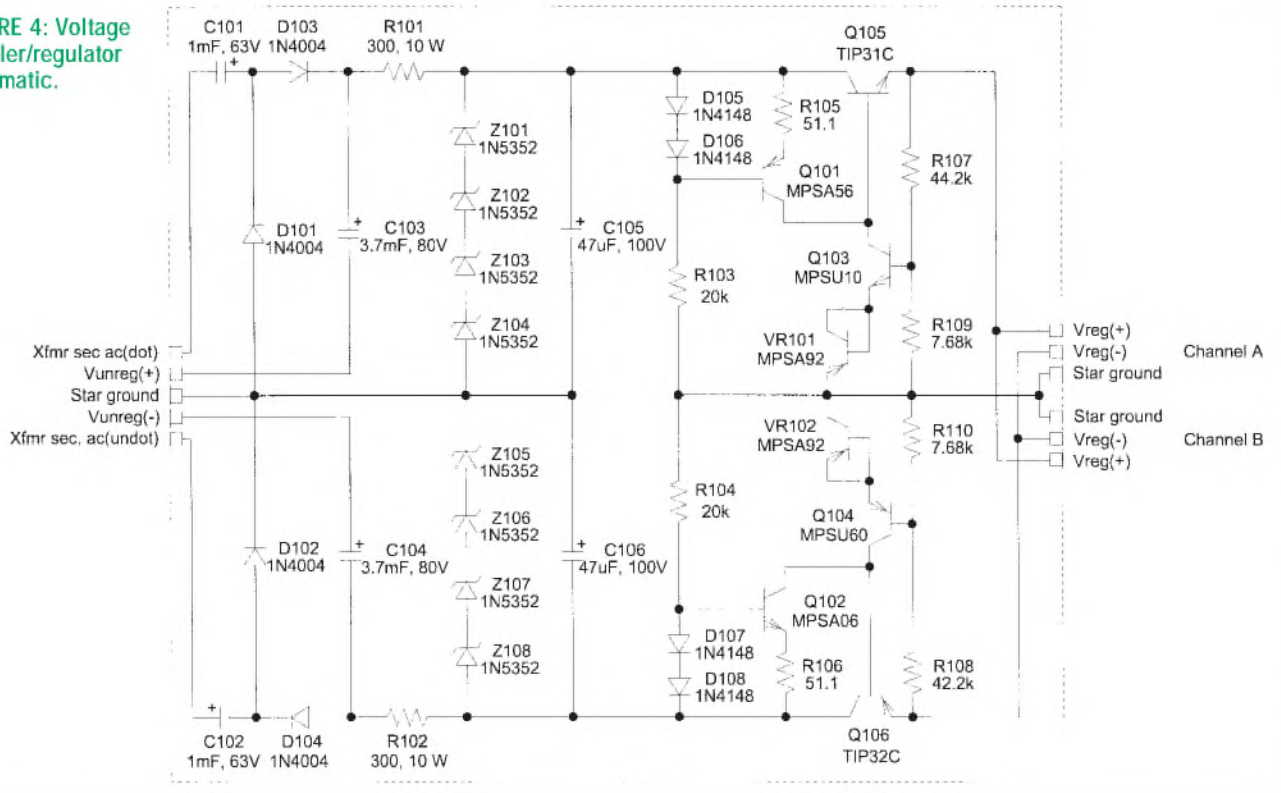 RE 4: Voltage
ler/regulator
matic.
C101
1mF, 63V
+
D103
1N4004
R101
300, 10 W
Q105
TIP31C
D105
1N4148
D106
1N4148
R105
51.1
Z101
1N5352
Z102
1N5352
Z103
1N5352
Z104
1N5352
Q101
MPSA56
R107
44.2k
D101
1N4004
+
C103
3.7mF, 80V
+
C105
47uF, 100V
Q103
MPSU10
R103
20k
VR101
MPSA92
R109
7.68k
Xfmr sec ac(dot)
Vunreg(+)
Star ground
Vunreg(-)
Xfmr sec, ac(undot)
Vreg(+)
Vreg(-)
Channel A
Star ground
Star ground
Vreg(-)
Channel B
Vreg(+)
VR102
MPSA92
R110
7.68k
Z105
1N5352
Z106
1N5352
Z107
1N5352
Z108
1N5352
R104
20k
Q104
MPSU60
D102
1N4004
+
C104
3.7mF, 80V
+
C106
47uF, 100V
Q102
MPSA06
D107
1N4148
D108
1N4148
R106
51.1
R108
42.2k
+
C102
1mF, 63V
D104
1N4004
R102
300, 10 W
Q106
TIP32C